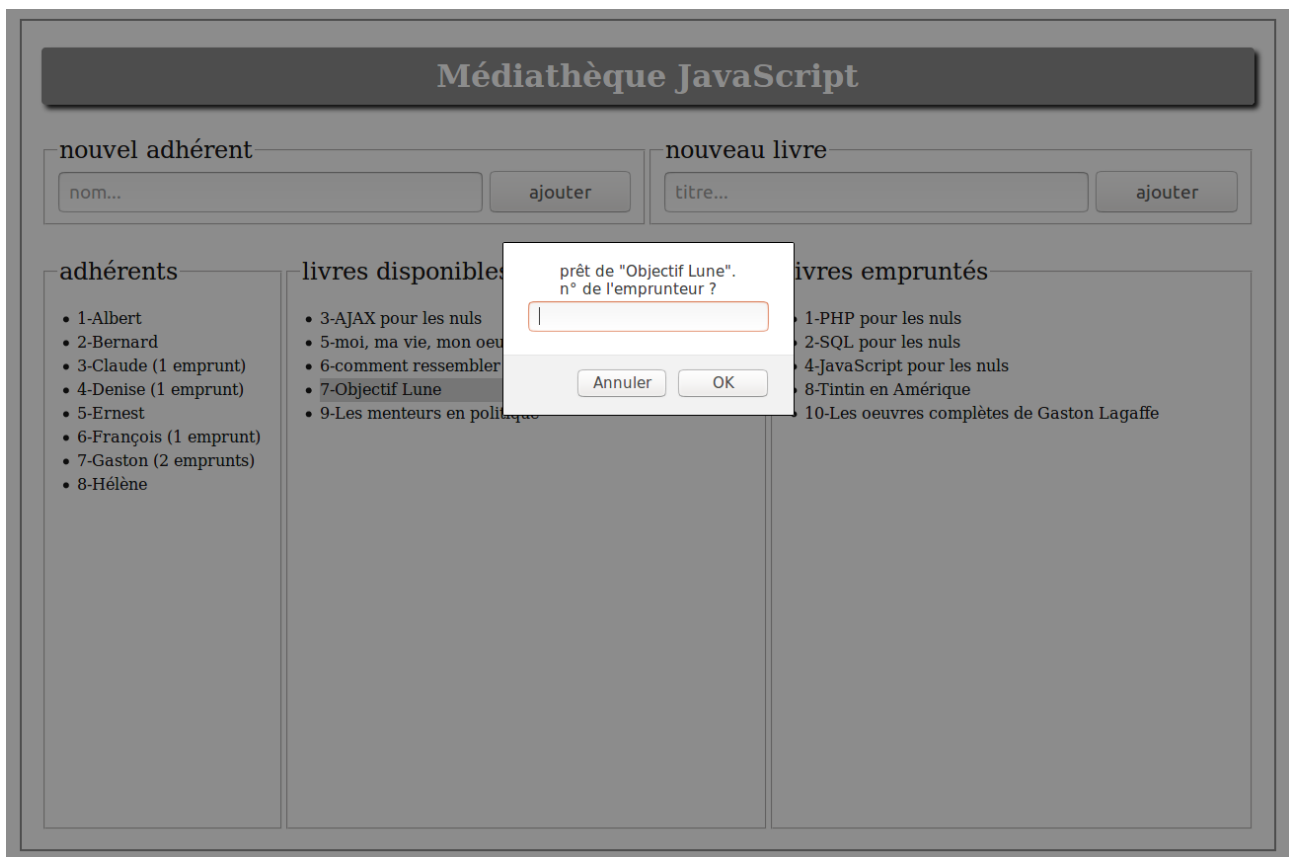 Médiathèque JavaScript
nouvel adhérent
nom...
ajouter
nouveau livre
titre...
ajouter
adhérents
1-Albert
2-Bernard
3-Claude (1 emprunt)
4-Denise (1 emprunt)
5-Ernest
6-François (1 emprunt)
7-Gaston (2 emprunts)
8-Hélène
livres disponibles
3-AJAX pour les nuls
5-moi, ma vie, mon
6-comment ressembler
7-Objectif Lune
9-Les menteurs en politique
prêt de "Objectif Lune".
n° de l'emprunteur ?
Annuler
OK
livres empruntés
1-PHP pour les nuls
2-SQL pour les nuls
4-JavaScript pour les nuls
8-Tintin en Amérique
10-Les oeuvres complètes de Gaston Lagaffe